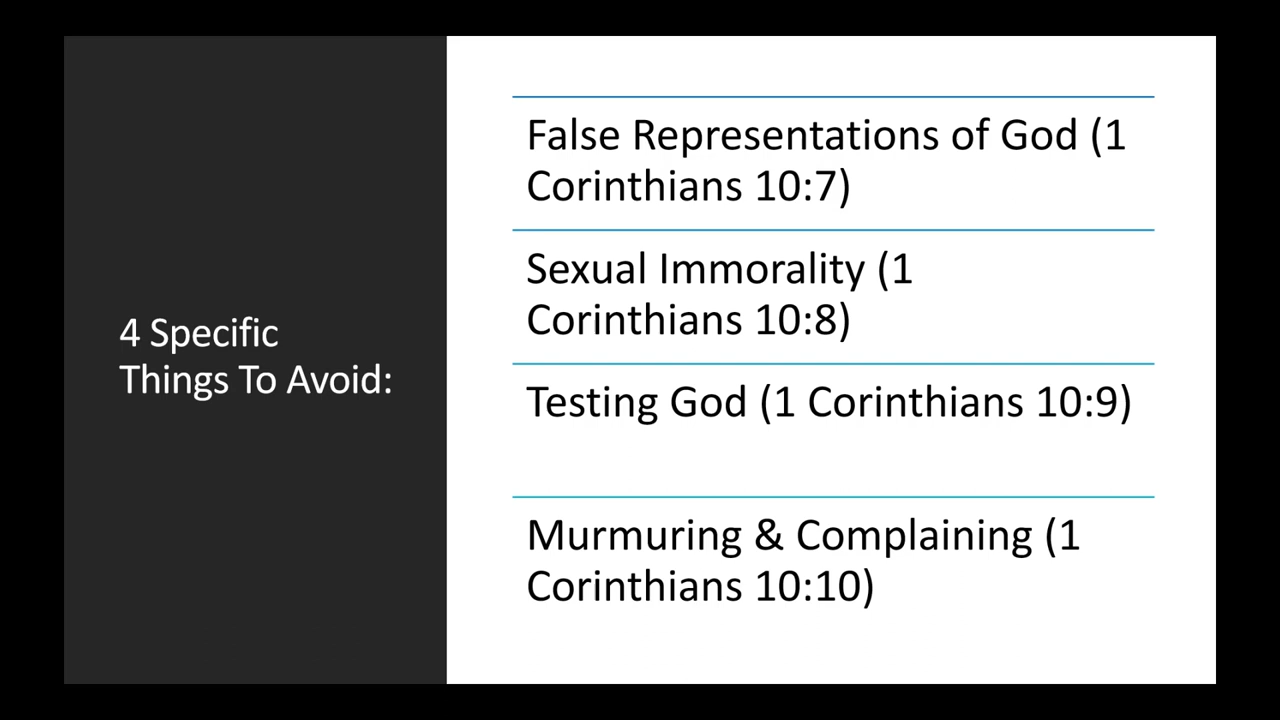 4 Specific
Things To Avoid:
False Representations of God (1
Corinthians 10:7)
Sexual Immorality (1
Corinthians 10:8)
Testing God (1 Corinthians 10:9)
Murmuring & Complaining (1
Corinthians 10:10)